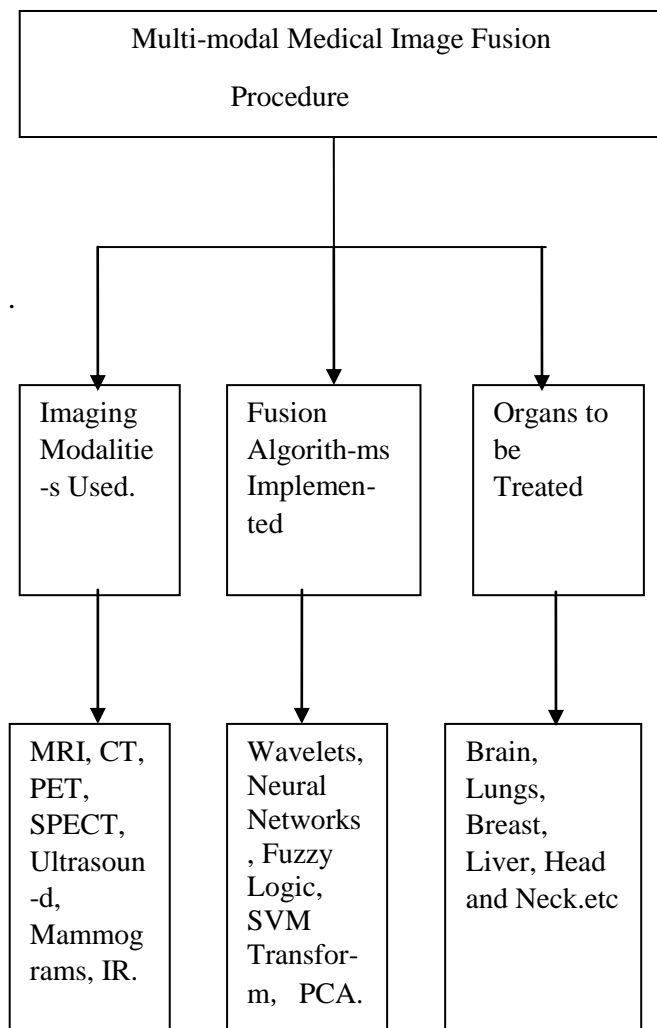 Multi-modal Medical Image Fusion
Procedure
.
Imaging
Modalitie
-s Used.
Fusion
Algorith-ms
Implemen-
ted
Organs to
be
Treated
MRI, CT,
PET,
SPECT,
Ultrasoun
-d,
Mammog
rams, IR.
Wavelets,
Neural
Networks
, Fuzzy
Logic,
SVM
Transfor-
m, PCA.
Brain,
Lungs,
Breast,
Liver, Head
and Neck.etc